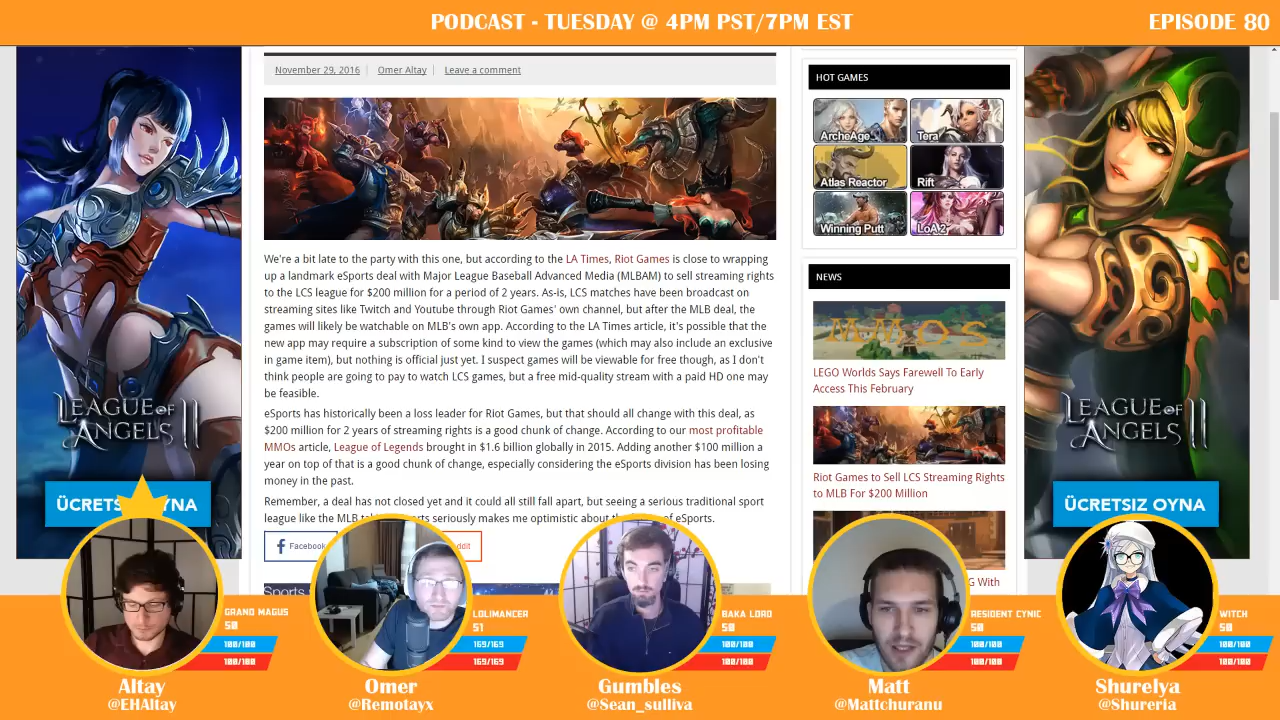 PODCAST - TUESDAY @ 4PM PST/7PM EST
EPISODE 80
November 29, 2016
Omer Altay
Leave a comment
We're a bit late to the party with this one, but according to the LA Times, Riot Games is close to wrapping
up a landmark eSports deal with Major League Baseball Advanced Media (MLBAM) to sell streaming rights
to the LCS league for $200 million for a period of 2 years. As-is, LCS matches have been broadcast on
streaming sites like Twitch and Youtube through Riot Games' own channel, but after the MLB deal, the
games will likely be watchable on MLB's own app. According to the LA Times article, it's possible that the
new app may require a subscription of some kind to view the games (which may also include an exclusive
in game item), but nothing is official just yet. I suspect games will be viewable for free though, as I don't
think people are going to pay to watch LCS games, but a free mid-quality stream with a paid HD one may
be feasible.
eSports has historically been a loss leader for Riot Games, but that should all change with this deal, as
$200 million for 2 years of streaming rights is a good chunk of change. According to our most profitable
MMOs article, League of Legends brought in $1.6 billion globally in 2015. Adding another $100 million a
year on top of that is a good chunk of change, especially considering the eSports division has been losing
money in the past.
Remember, a deal has not closed yet and it could all still fall apart, but seeing a serious traditional sport
league like the MLB seriously makes me optimistic about of eSports.
Facebook
HOT GAMES
ArcheAge
Tera
Atlas Reactor
Rift
Winning Putt
LoA 2
NEWS
MMOS
LEGO Worlds Says Farewell To Early
Access This February
Riot Games to Sell LCS Streaming Rights
to MLB For $200 Million
G With
LEAGUE OF
ANGELS II
ÜCRETS OYNA
LEAGUE OF
ANGELS II
ÜCRETSIZ OYNA
GRAND MAGUS
50
100/100
100/100
Altay
@EHAltay
LOLIMANCER
51
169/169
169/169
Omer
@Remotayx
BAKA LORD
50
100/100
100/100
Gumbles
@Sean_sulliva
RESIDENT CYNIC
50
100/100
100/100
Matt
@Mattchuranu
WITCH
50
100/100
100/100
Shurelya
@Shureria